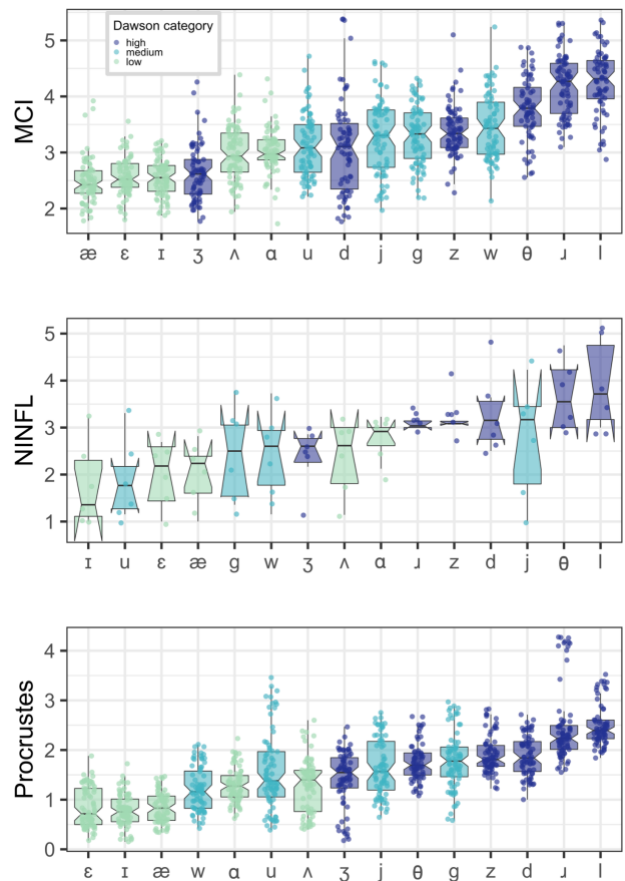 Dawson category
high
medium
low
MCI
5
4
3
2
æ ɛ ɪ ʒ ʌ ɑ u d j g z w θ ɹ l
NINFL
5
4
3
2
1
ɪ u ɛ æ g w ʒ ʌ ɑ ɹ z d j θ l
Procrustes
4
3
2
1
0
ɛ ɪ æ w ɑ u ʌ ʒ j θ g z d ɹ l